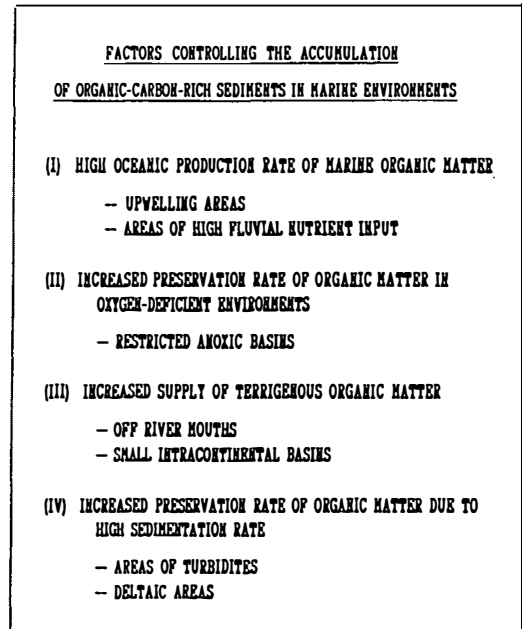 FACTORS CONTROLLING THE ACCUMULATION
OF ORGANIC-CARBON-RICH SEDIMENTS IN MARINE ENVIRONMENTS
(I) HIGH OCEANIC PRODUCTION RATE OF MARINE ORGANIC MATTER
– UPWELLING AREAS
– AREAS OF HIGH FLUVIAL NUTRIENT INPUT
(II) INCREASED PRESERVATION RATE OF ORGANIC MATTER IN
OXYGEN-DEFICIENT ENVIRONMENTS
– RESTRICTED ANOXIC BASINS
(III) INCREASED SUPPLY OF TERRIGENOUS ORGANIC MATTER
– OFF RIVER MOUTHS
– SMALL INTRACONTINENTAL BASINS
(IV) INCREASED PRESERVATION RATE OF ORGANIC MATTER DUE TO
HIGH SEDIMENTATION RATE
– AREAS OF TURBIDITES
– DELTAIC AREAS